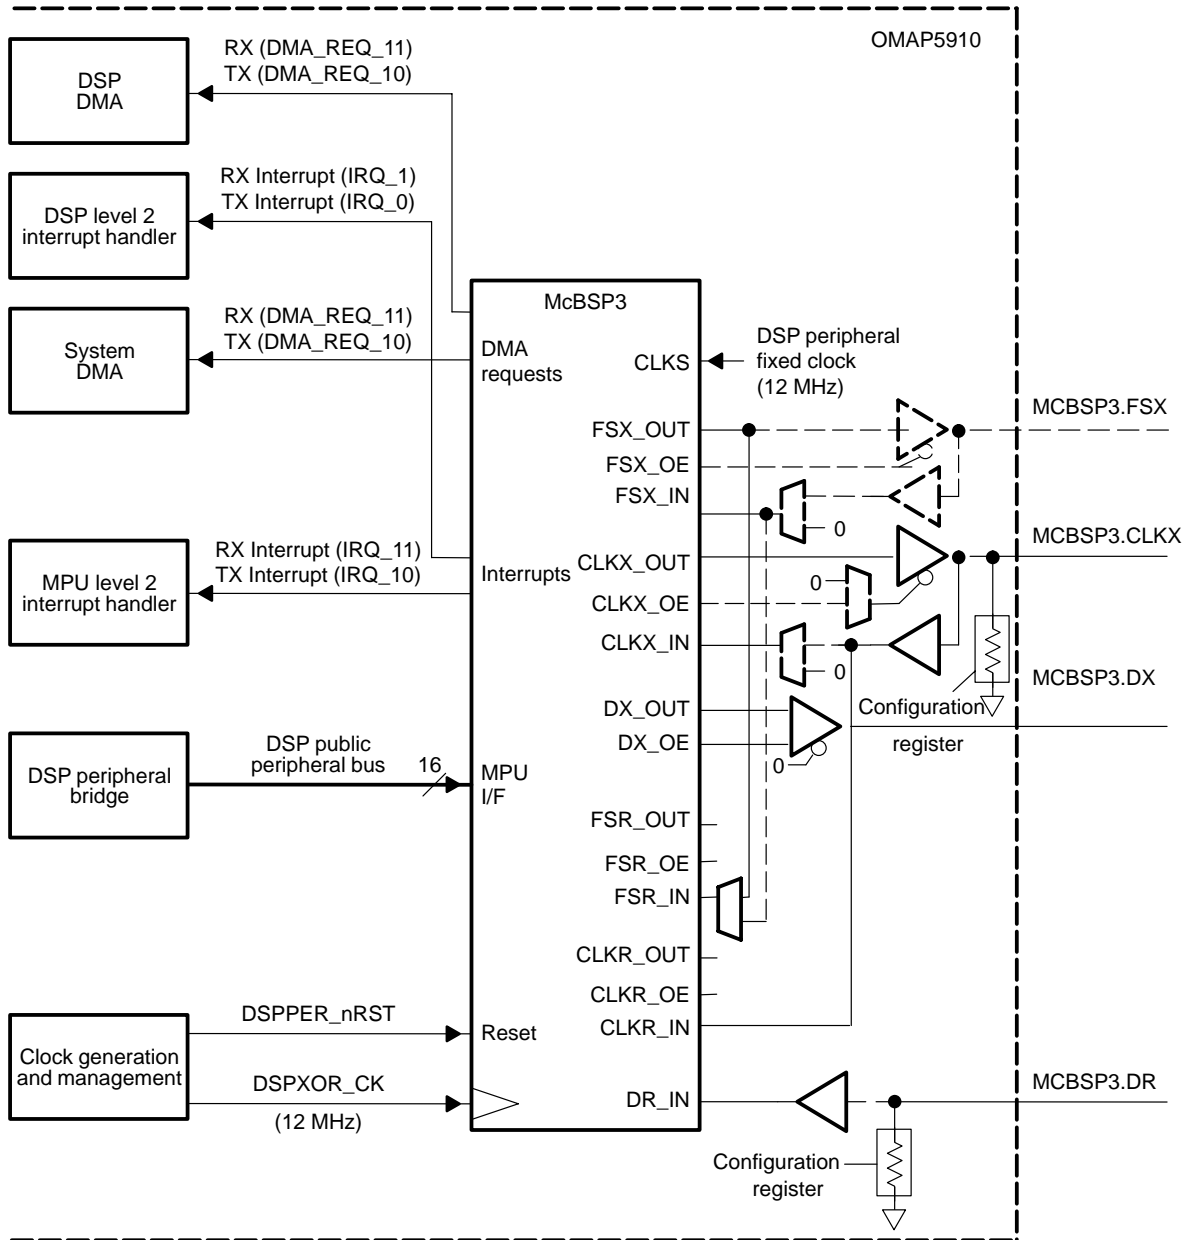 OMAP5910
RX (DMA_REQ_11)
TX (DMA_REQ_10)
DSP
DMA
RX Interrupt (IRQ_1)
TX Interrupt (IRQ_0)
DSP level 2
interrupt handler
RX (DMA_REQ_11)
TX (DMA_REQ_10)
System
DMA
RX Interrupt (IRQ_11)
TX Interrupt (IRQ_10)
MPU level 2
interrupt handler
DSP public
peripheral bus
16
DSP peripheral
bridge
DSPPER_nRST
Clock generation
and management
DSPXOR_CK
(12 MHz)
McBSP3
DMA
requests
Interrupts
MPU
I/F
Reset
CLKS
FSX_OUT
FSX_OE
FSX_IN
CLKX_OUT
CLKX_OE
CLKX_IN
DX_OUT
DX_OE
FSR_OUT
FSR_OE
FSR_IN
CLKR_OUT
CLKR_OE
CLKR_IN
DR_IN
DSP peripheral
fixed clock
(12 MHz)
0
0
0
0
Configuration
register
Configuration
register
MCBSP3.FSX
MCBSP3.CLKX
MCBSP3.DX
MCBSP3.DR